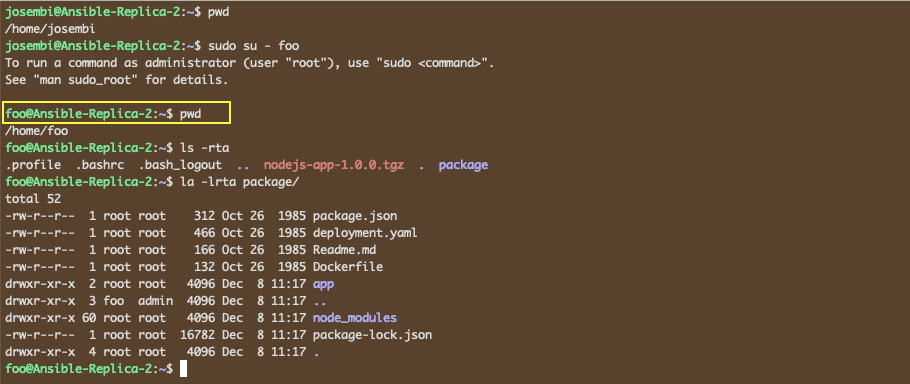 josembi@Ansible-Replica-2:~$ pwd
/home/josembi
josembi@Ansible-Replica-2:~$ sudo su - foo
To run a command as administrator (user "root"), use "sudo <command>".
See "man sudo_root" for details.
foo@Ansible-Replica-2:~$ pwd
/home/foo
foo@Ansible-Replica-2:~$ ls -rta
.profile  .bashrc  .bash_logout  ..  nodejs-app-1.0.0.tgz  .  package
foo@Ansible-Replica-2:~$ la -lrta package/
total 52
-rw-r--r--  1 root root    312 Oct 26  1985 package.json
-rw-r--r--  1 root root    466 Oct 26  1985 deployment.yaml
-rw-r--r--  1 root root    166 Oct 26  1985 Readme.md
-rw-r--r--  1 root root    132 Oct 26  1985 Dockerfile
drwxr-xr-x  2 root root   4096 Dec  8 11:17 app
drwxr-xr-x  3 foo  admin  4096 Dec  8 11:17 ..
drwxr-xr-x 60 root root   4096 Dec  8 11:17 node_modules
-rw-r--r--  1 root root  16782 Dec  8 11:17 package-lock.json
drwxr-xr-x  4 root root   4096 Dec  8 11:17 .
foo@Ansible-Replica-2:~$